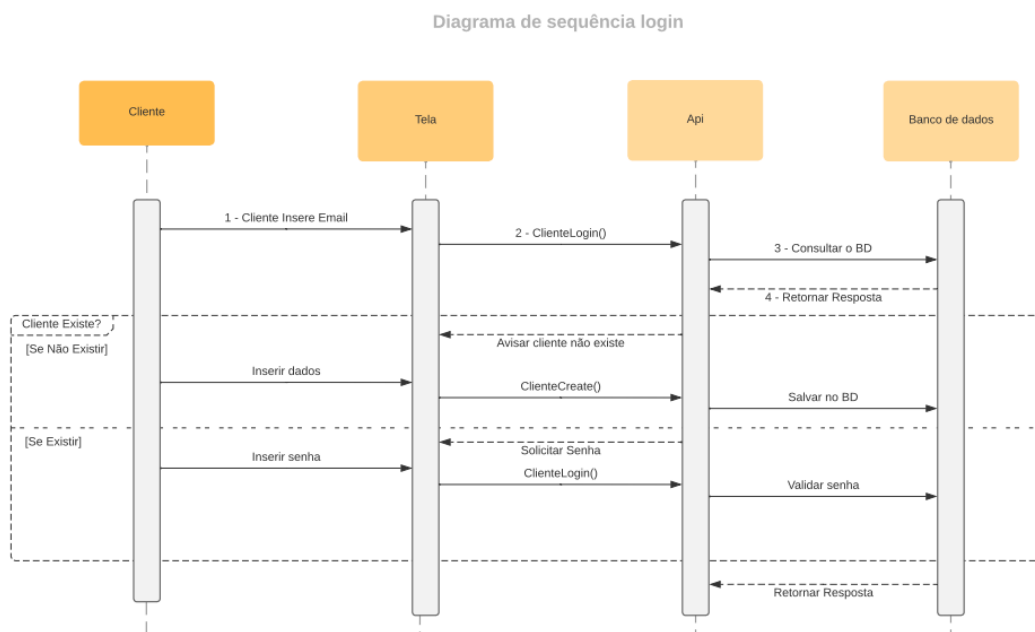 Diagrama de sequência login
Cliente
Tela
Api
Banco de dados
1 - Cliente Insere Email
2 - ClienteLogin()
3 - Consultar o BD
4 - Retornar Resposta
Cliente Existe?
[Se Não Existir]
Avisar cliente não existe
Inserir dados
ClienteCreate()
Salvar no BD
[Se Existir]
Solicitar Senha
Inserir senha
ClienteLogin()
Validar senha
Retornar Resposta